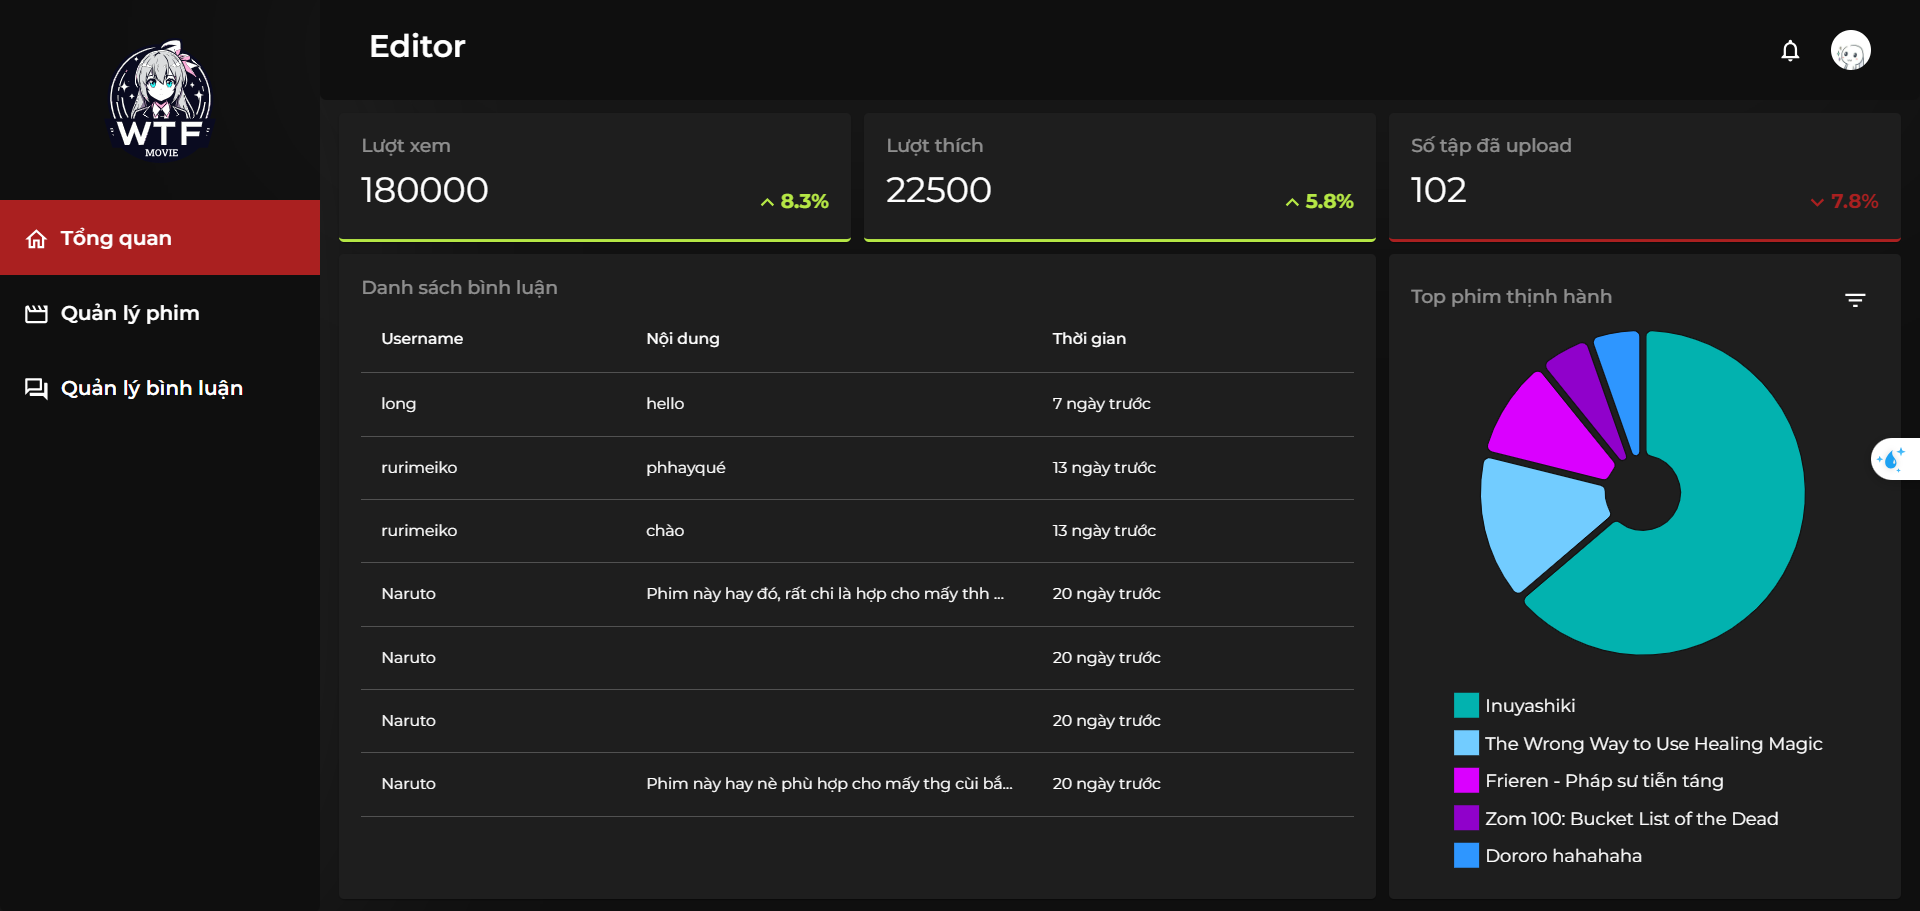 WTF
MOVIE
Editor
Tổng quan
Quản lý phim
Quản lý bình luận
Lượt xem
180000
8.3%
Lượt thích
22500
5.8%
Số tập đã upload
102
7.8%
Danh sách bình luận
Username Nội dung Thời gian
long hello 7 ngày trước
rurimeiko phhayqué 13 ngày trước
rurimeiko chào 13 ngày trước
Naruto Phim này hay đó, rất chi là hợp cho mấy thh ... 20 ngày trước
Naruto 20 ngày trước
Naruto 20 ngày trước
Naruto Phim này hay nè phù hợp cho mấy thg cùi bắ... 20 ngày trước
Top phim thịnh hành
Inuyashiki
The Wrong Way to Use Healing Magic
Frieren - Pháp sư tiễn táng
Zom 100: Bucket List of the Dead
Dororo hahahaha